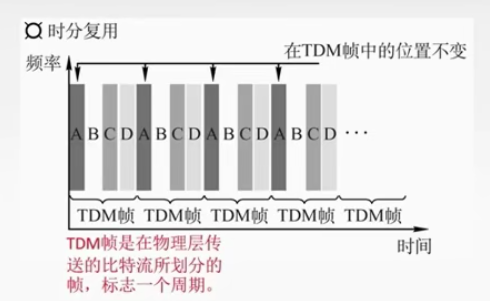 时分复用
频率
在TDM帧中的位置不变
A B C D A B C D A B C D A B C D ···
TDM帧 TDM帧 TDM帧 TDM帧 TDM帧
时间
TDM帧是在物理层传
送的比特流所划分的
帧，标志一个周期。